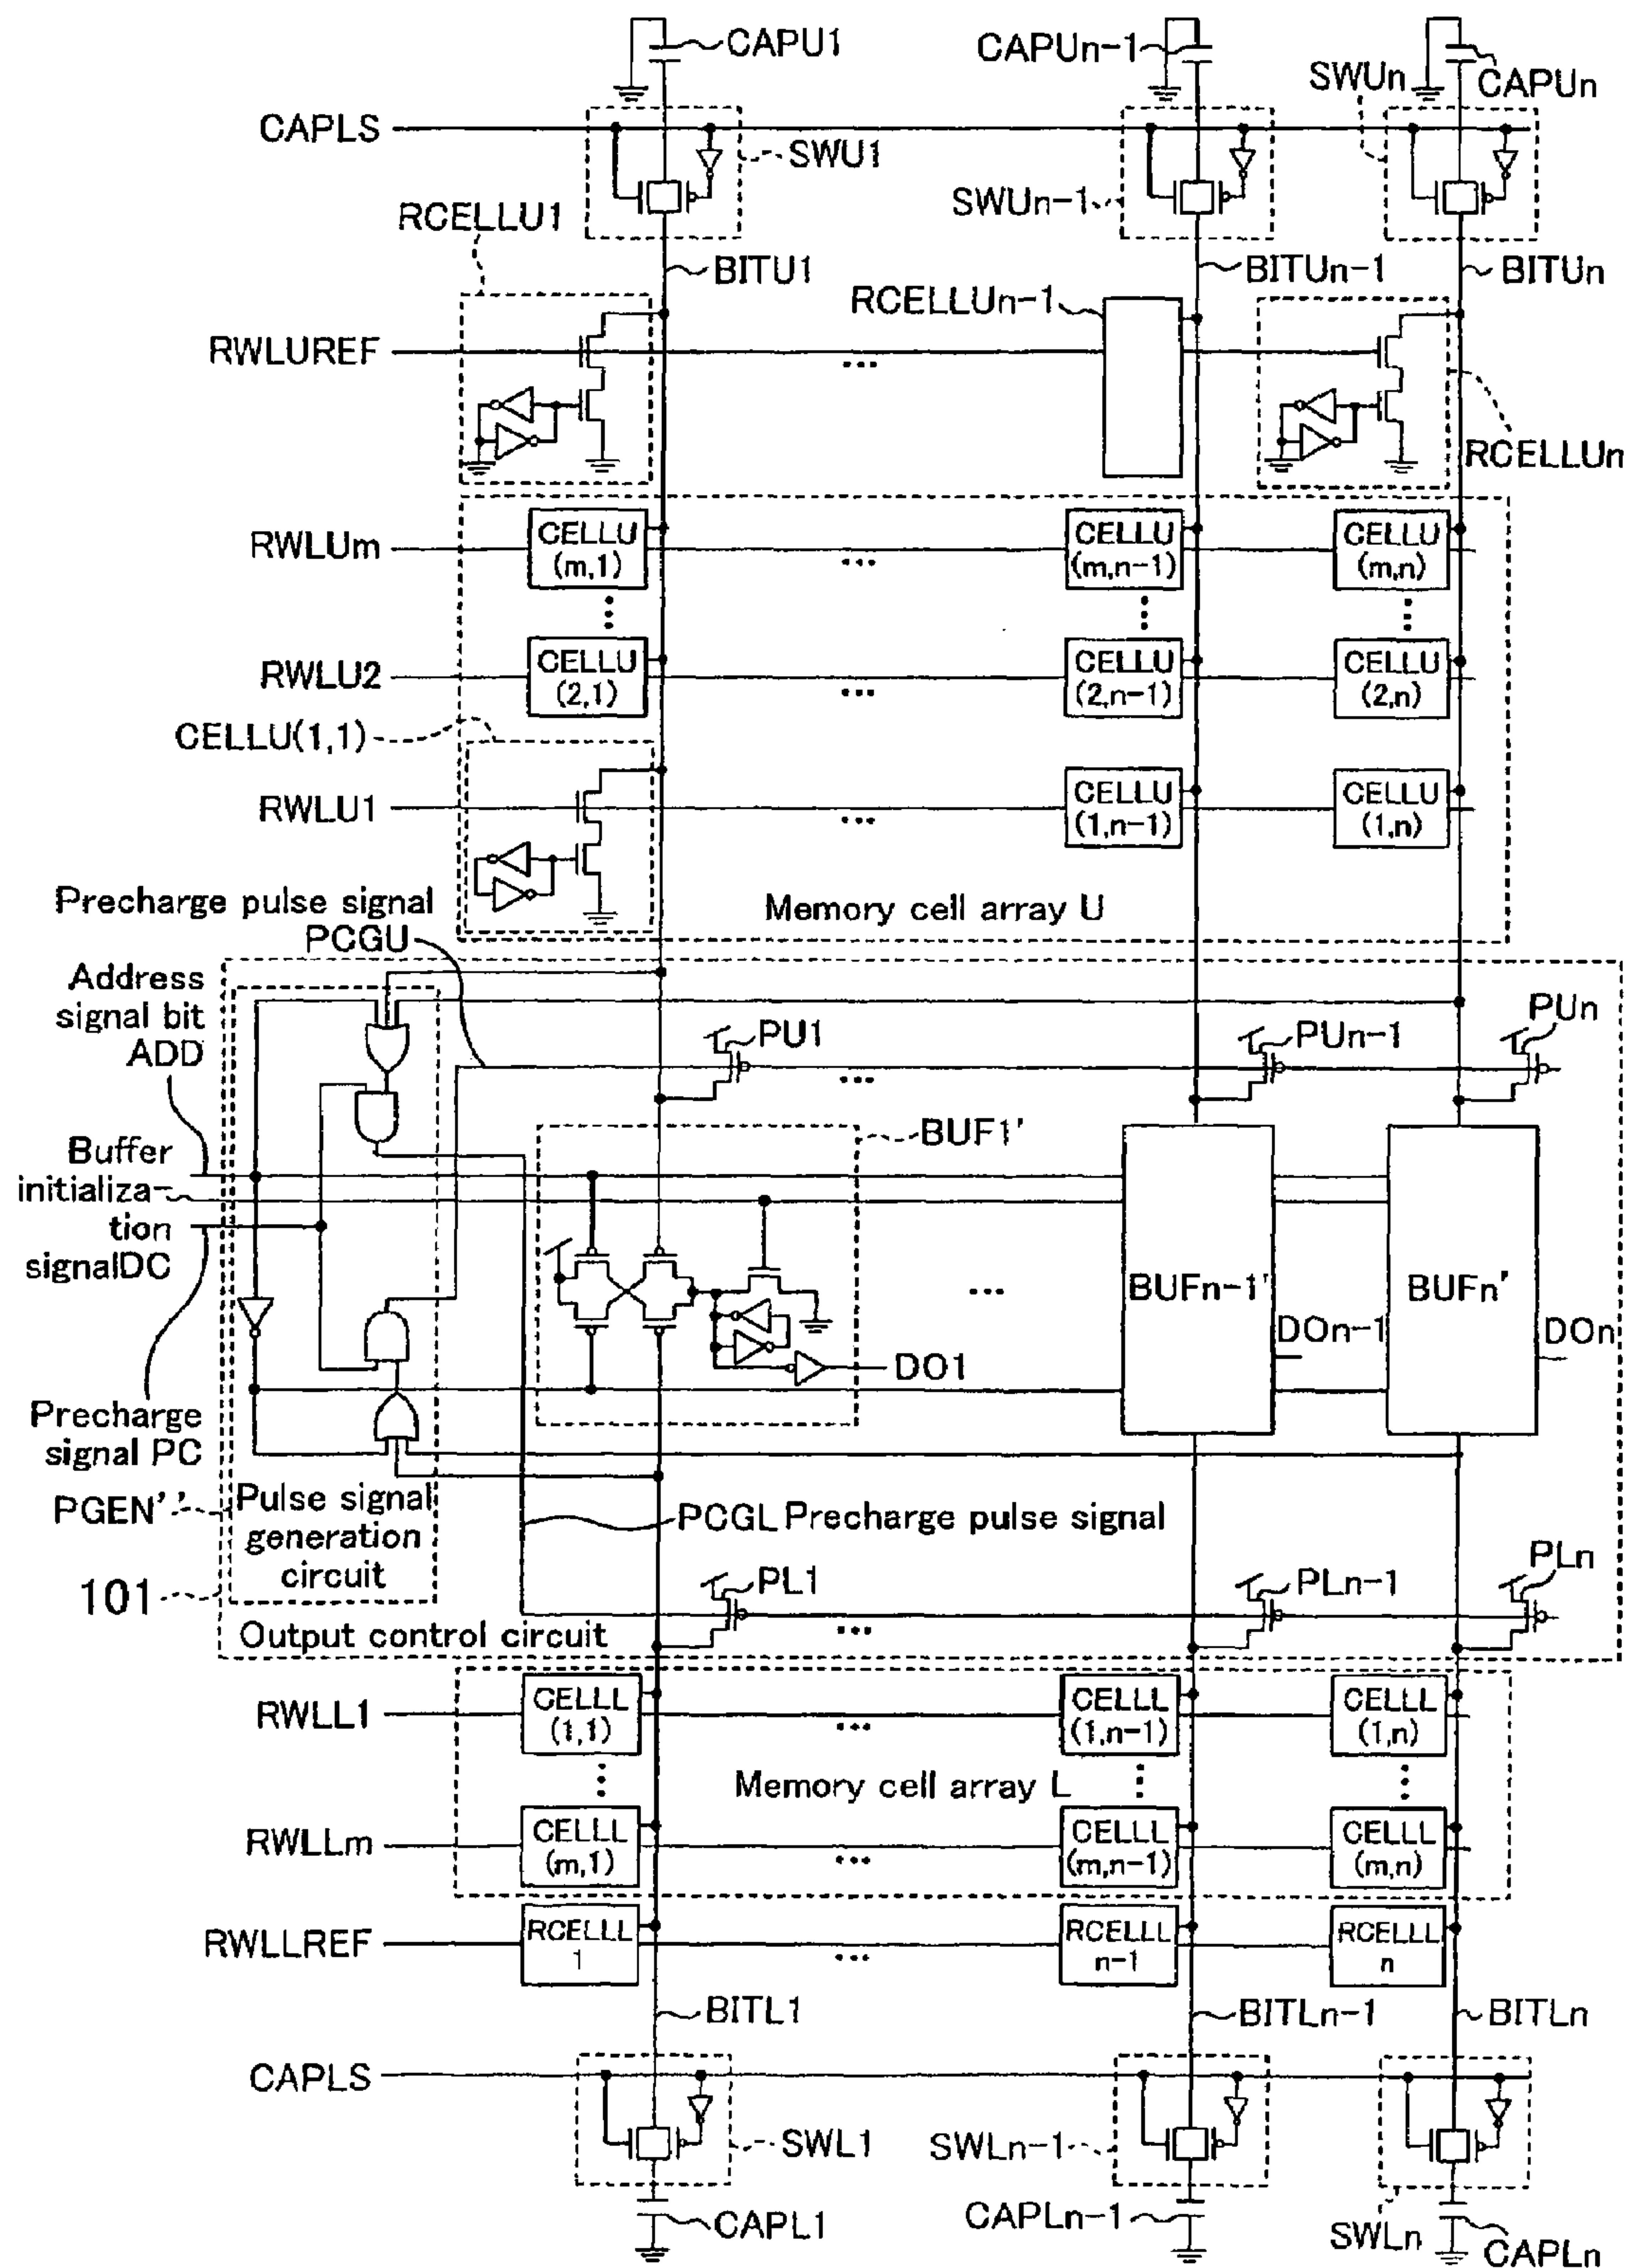 CAPU1
CAPUn-1
SWUn
CAPUn
CAPLS
SWU1
SWUn-1
RCELLU1
BITU1
BITUn-1
BITUn
RCELLUn-1
RWLUREF
RCELLUn
RWLUm
CELLU
(m,1)
...
CELLU
(m,n-1)
CELLU
(m,n)
RWLU2
CELLU
(2,1)
...
CELLU
(2,n-1)
CELLU
(2,n)
CELLU(1,1)
RWLU1
...
CELLU
(1,n-1)
CELLU
(1,n)
Memory cell array U
Precharge pulse signal
PCGU
Address
signal bit
ADD
PU1
PUn-1
PUn
...
BUF1'
Buffer
initializa-
tion
signalDC
...
BUFn-1'
BUFn'
DOn-1
DOn
DO1
Precharge
signal PC
PGEN''
Pulse signal
generation
circuit
PCGL Precharge pulse signal
101
PL1
PLn-1
PLn
...
Output control circuit
RWLL1
CELLL
(1,1)
...
CELLL
(1,n-1)
CELLL
(1,n)
Memory cell array L
RWLLm
CELLL
(m,1)
...
CELLL
(m,n-1)
CELLL
(m,n)
RWLLREF
RCELLL
1
...
RCELLL
n-1
RCELLL
n
BITL1
BITLn-1
BITLn
CAPLS
SWL1
SWLn-1
SWLn
CAPL1
CAPLn-1
CAPLn